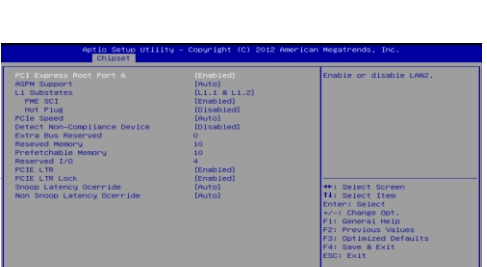 Aptio Setup Utility - Copyright (C) 2012 American Megatrends, Inc.
Chipset
PCI Express Root Port 6 [Enabled]
ASPM Support [Auto]
L1 Substates [L1.1 & L1.2]
PME SCI [Enabled]
Hot Plug [Disabled]
PCIe Speed [Auto]
Detect Non-Compliance Device [Disabled]
Extra Bus Reserved 0
Reseved Memory 10
Prefetchable Memory 10
Reserved I/O 4
PCIE LTR [Enabled]
PCIE LTR Lock [Enabled]
Snoop Latency Ocerride [Auto]
Non Snoop Latency Ocerride [Auto]
Enable or disable LAN2.
→←: Select Screen
↑↓: Select Item
Enter: Select
+/-: Change Opt.
F1: General Help
F2: Previous Values
F3: Optimized Defaults
F4: Save & Exit
ESC: Exit